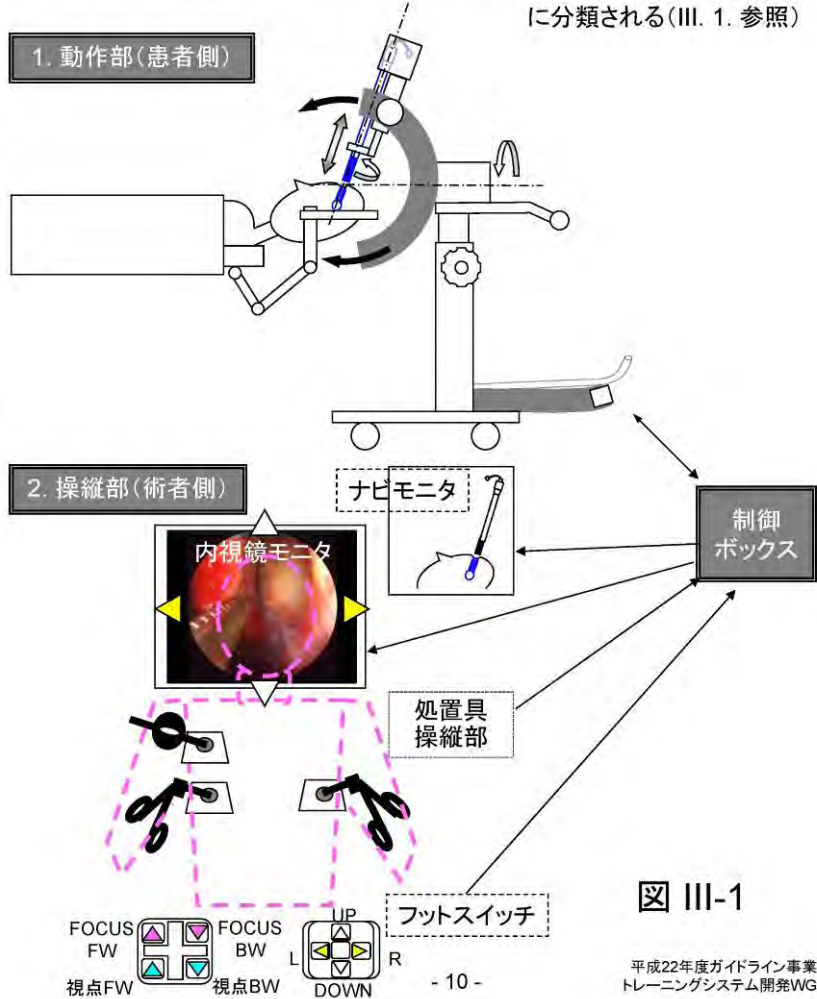 に分類される(III. 1. 参照)
1. 動作部(患者側)
2. 操縦部(術者側)
ナビモニタ
内視鏡モニタ
制御
ボックス
処置具
操縦部
フットスイッチ
FOCUS
FW
FOCUS
BW
視点FW
視点BW
UP
L
R
DOWN
図 III-1
- 10 -
平成22年度ガイドライン事業
トレーニングシステム開発WG